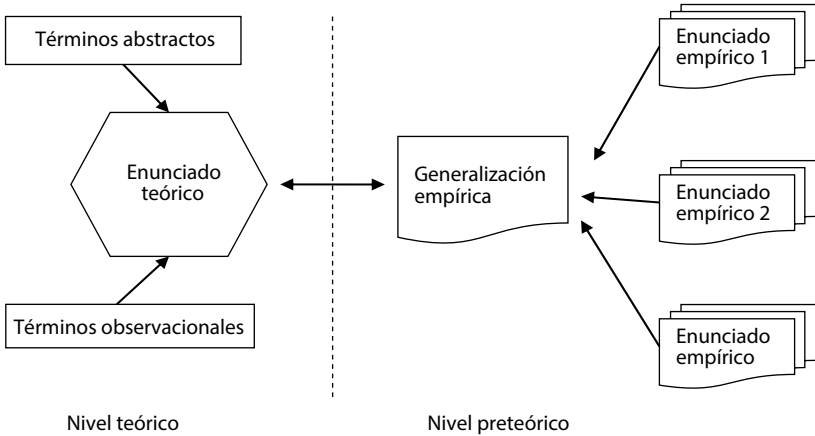 Términos abstractos
Enunciado
teórico
Términos observacionales
Generalización
empírica
Enunciado
empírico 1
Enunciado
empírico 2
Enunciado
empírico
Nivel teórico
Nivel preteórico